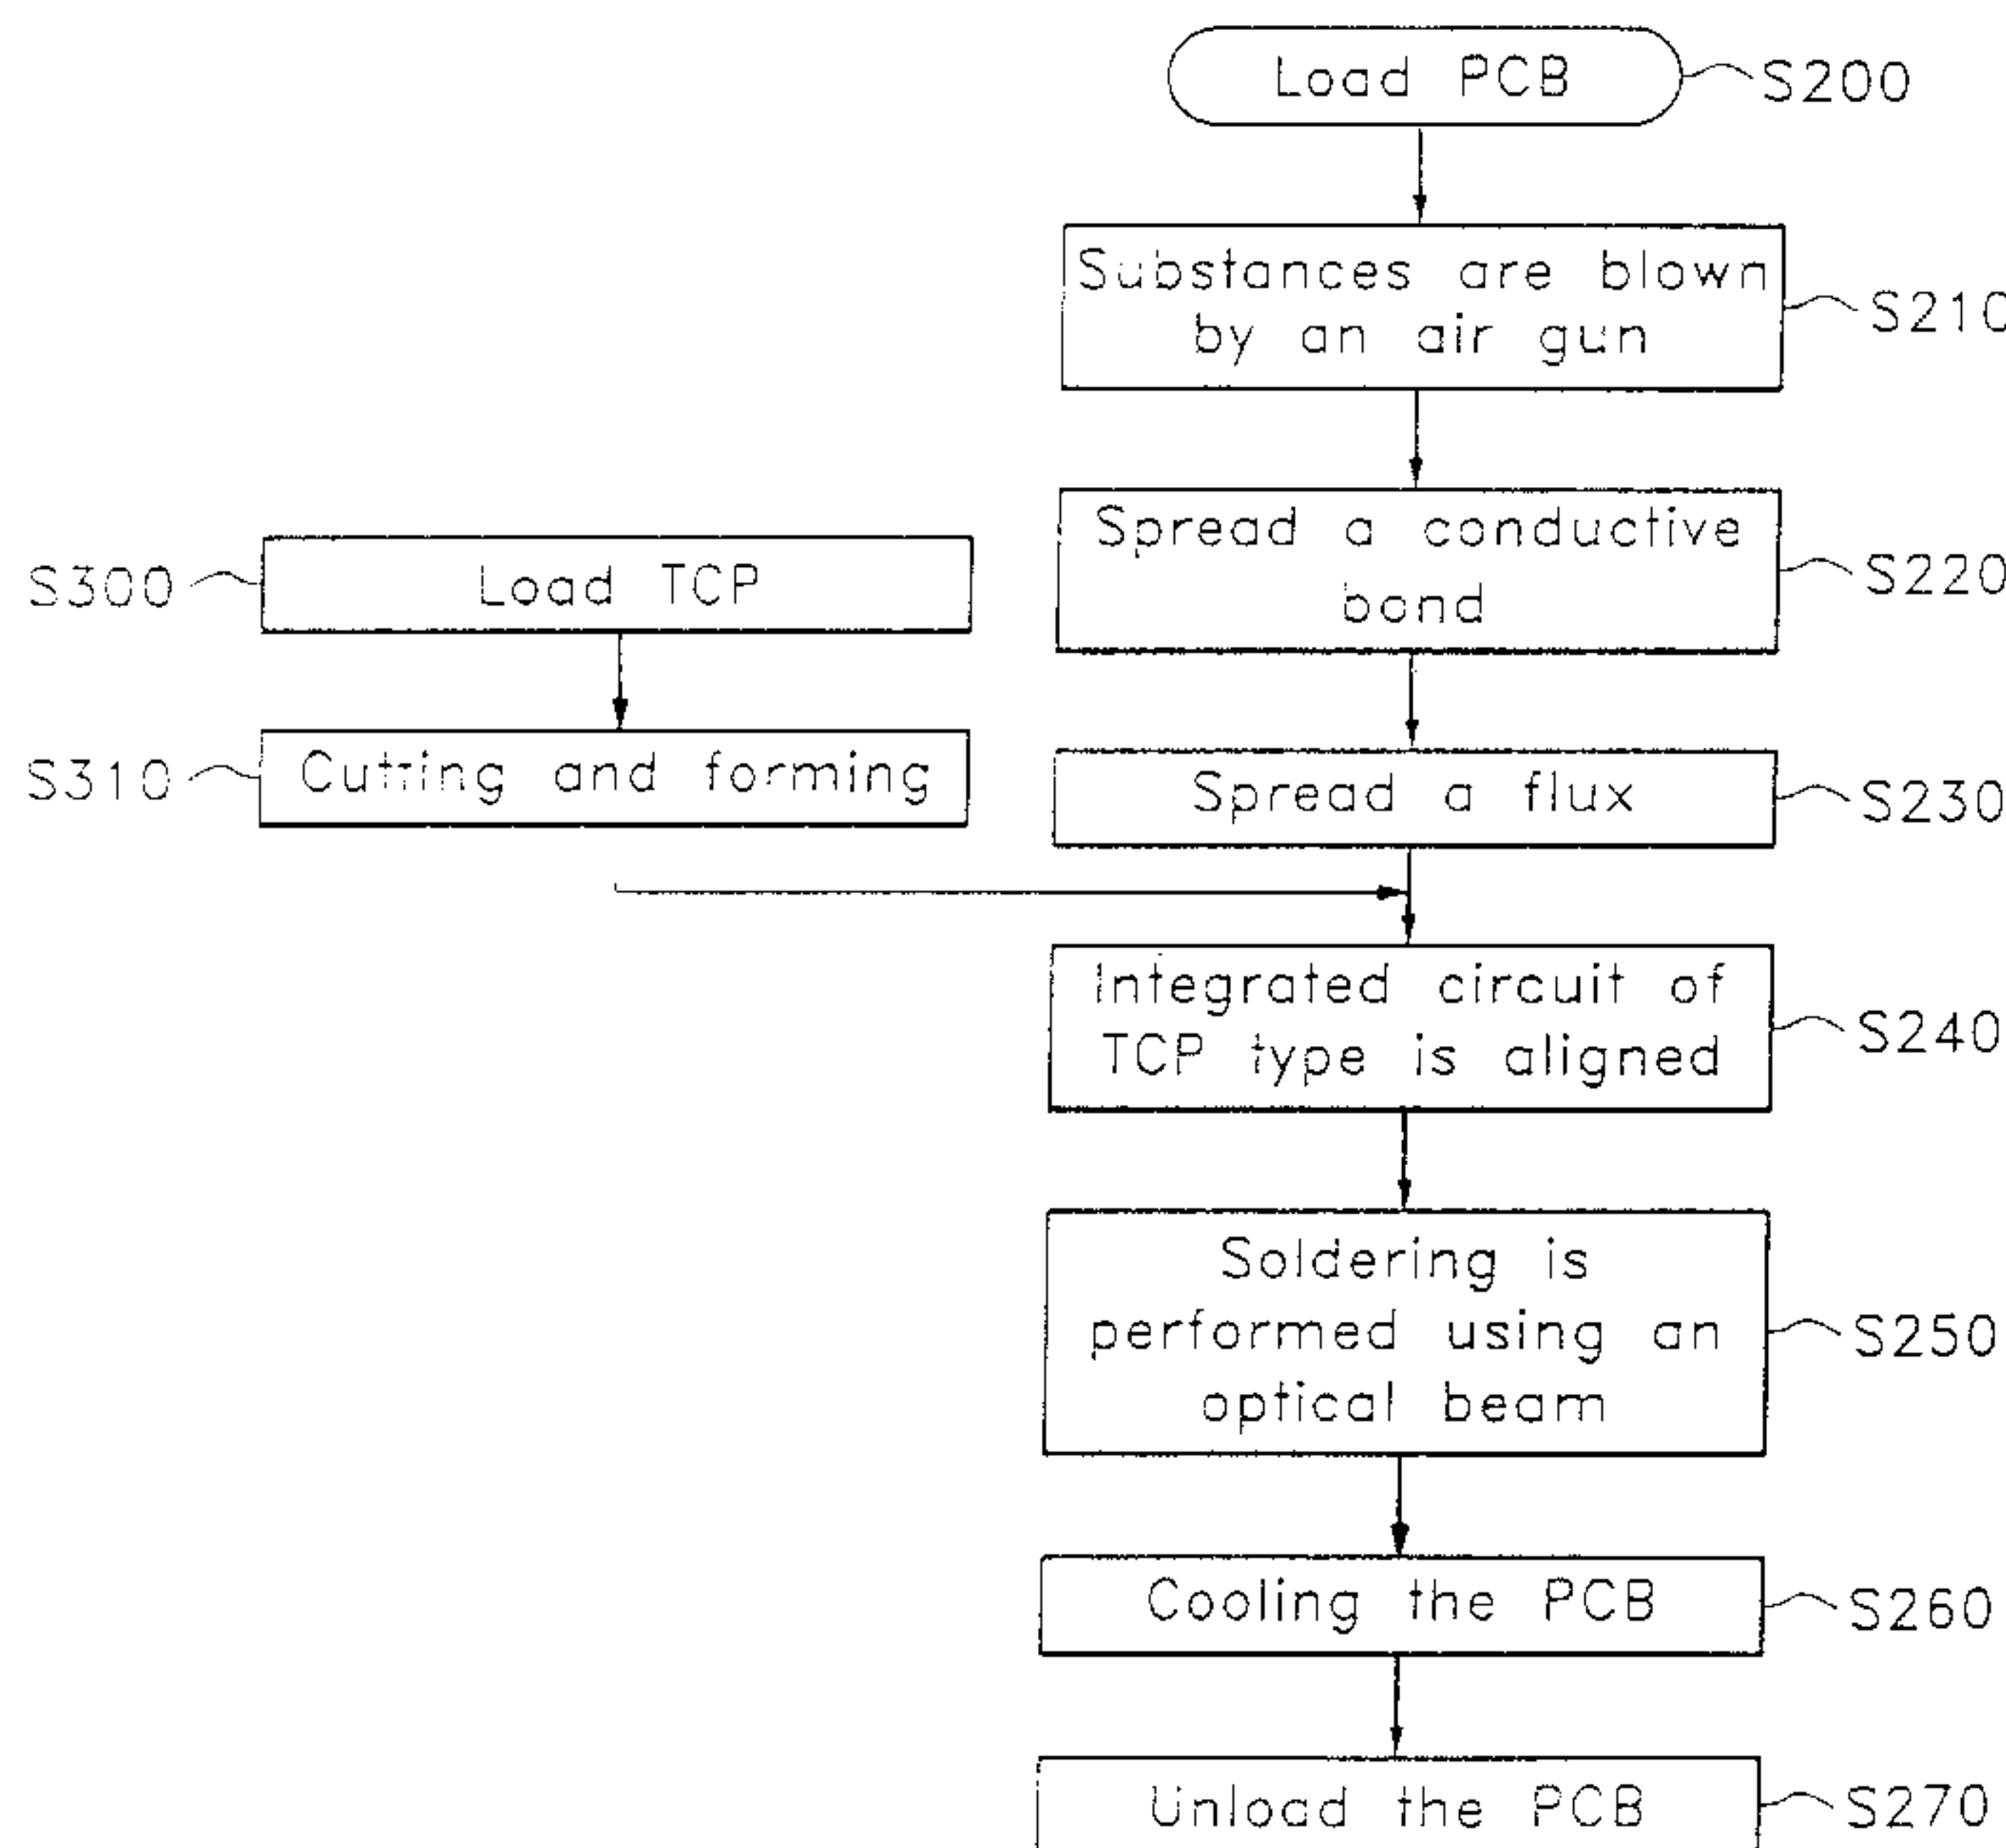 Load PCB
S200
Substances are blown
by an air gun
S210
Spread a conductive
bond
S220
S300
Load TCP
S310
Cutting and forming
Spread a flux
S230
Integrated circuit of
TCP type is aligned
S240
Soldering is
performed using an
optical beam
S250
Cooling the PCB
S260
Unload the PCB
S270